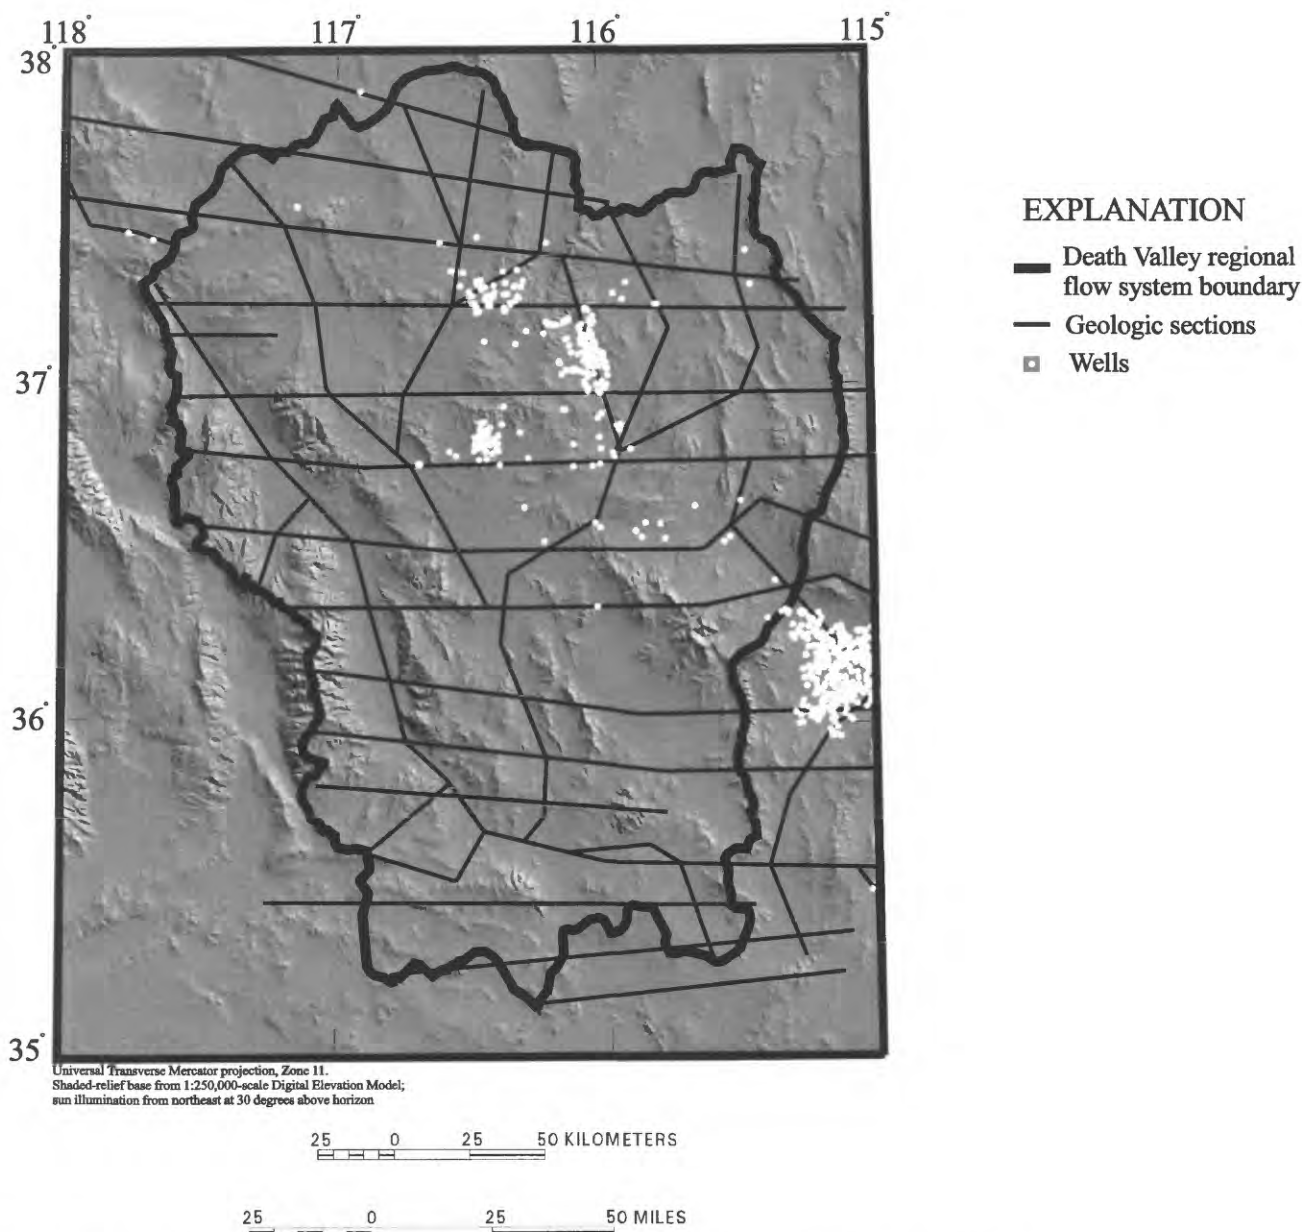 118° 117° 116° 115°
38°
37°
36°
35°
EXPLANATION
Death Valley regional
flow system boundary
Geologic sections
Wells
Universal Transverse Mercator projection, Zone 11.
Shaded-relief base from 1:250,000-scale Digital Elevation Model;
sun illumination from northeast at 30 degrees above horizon
25 0 25 50 KILOMETERS
25 0 25 50 MILES